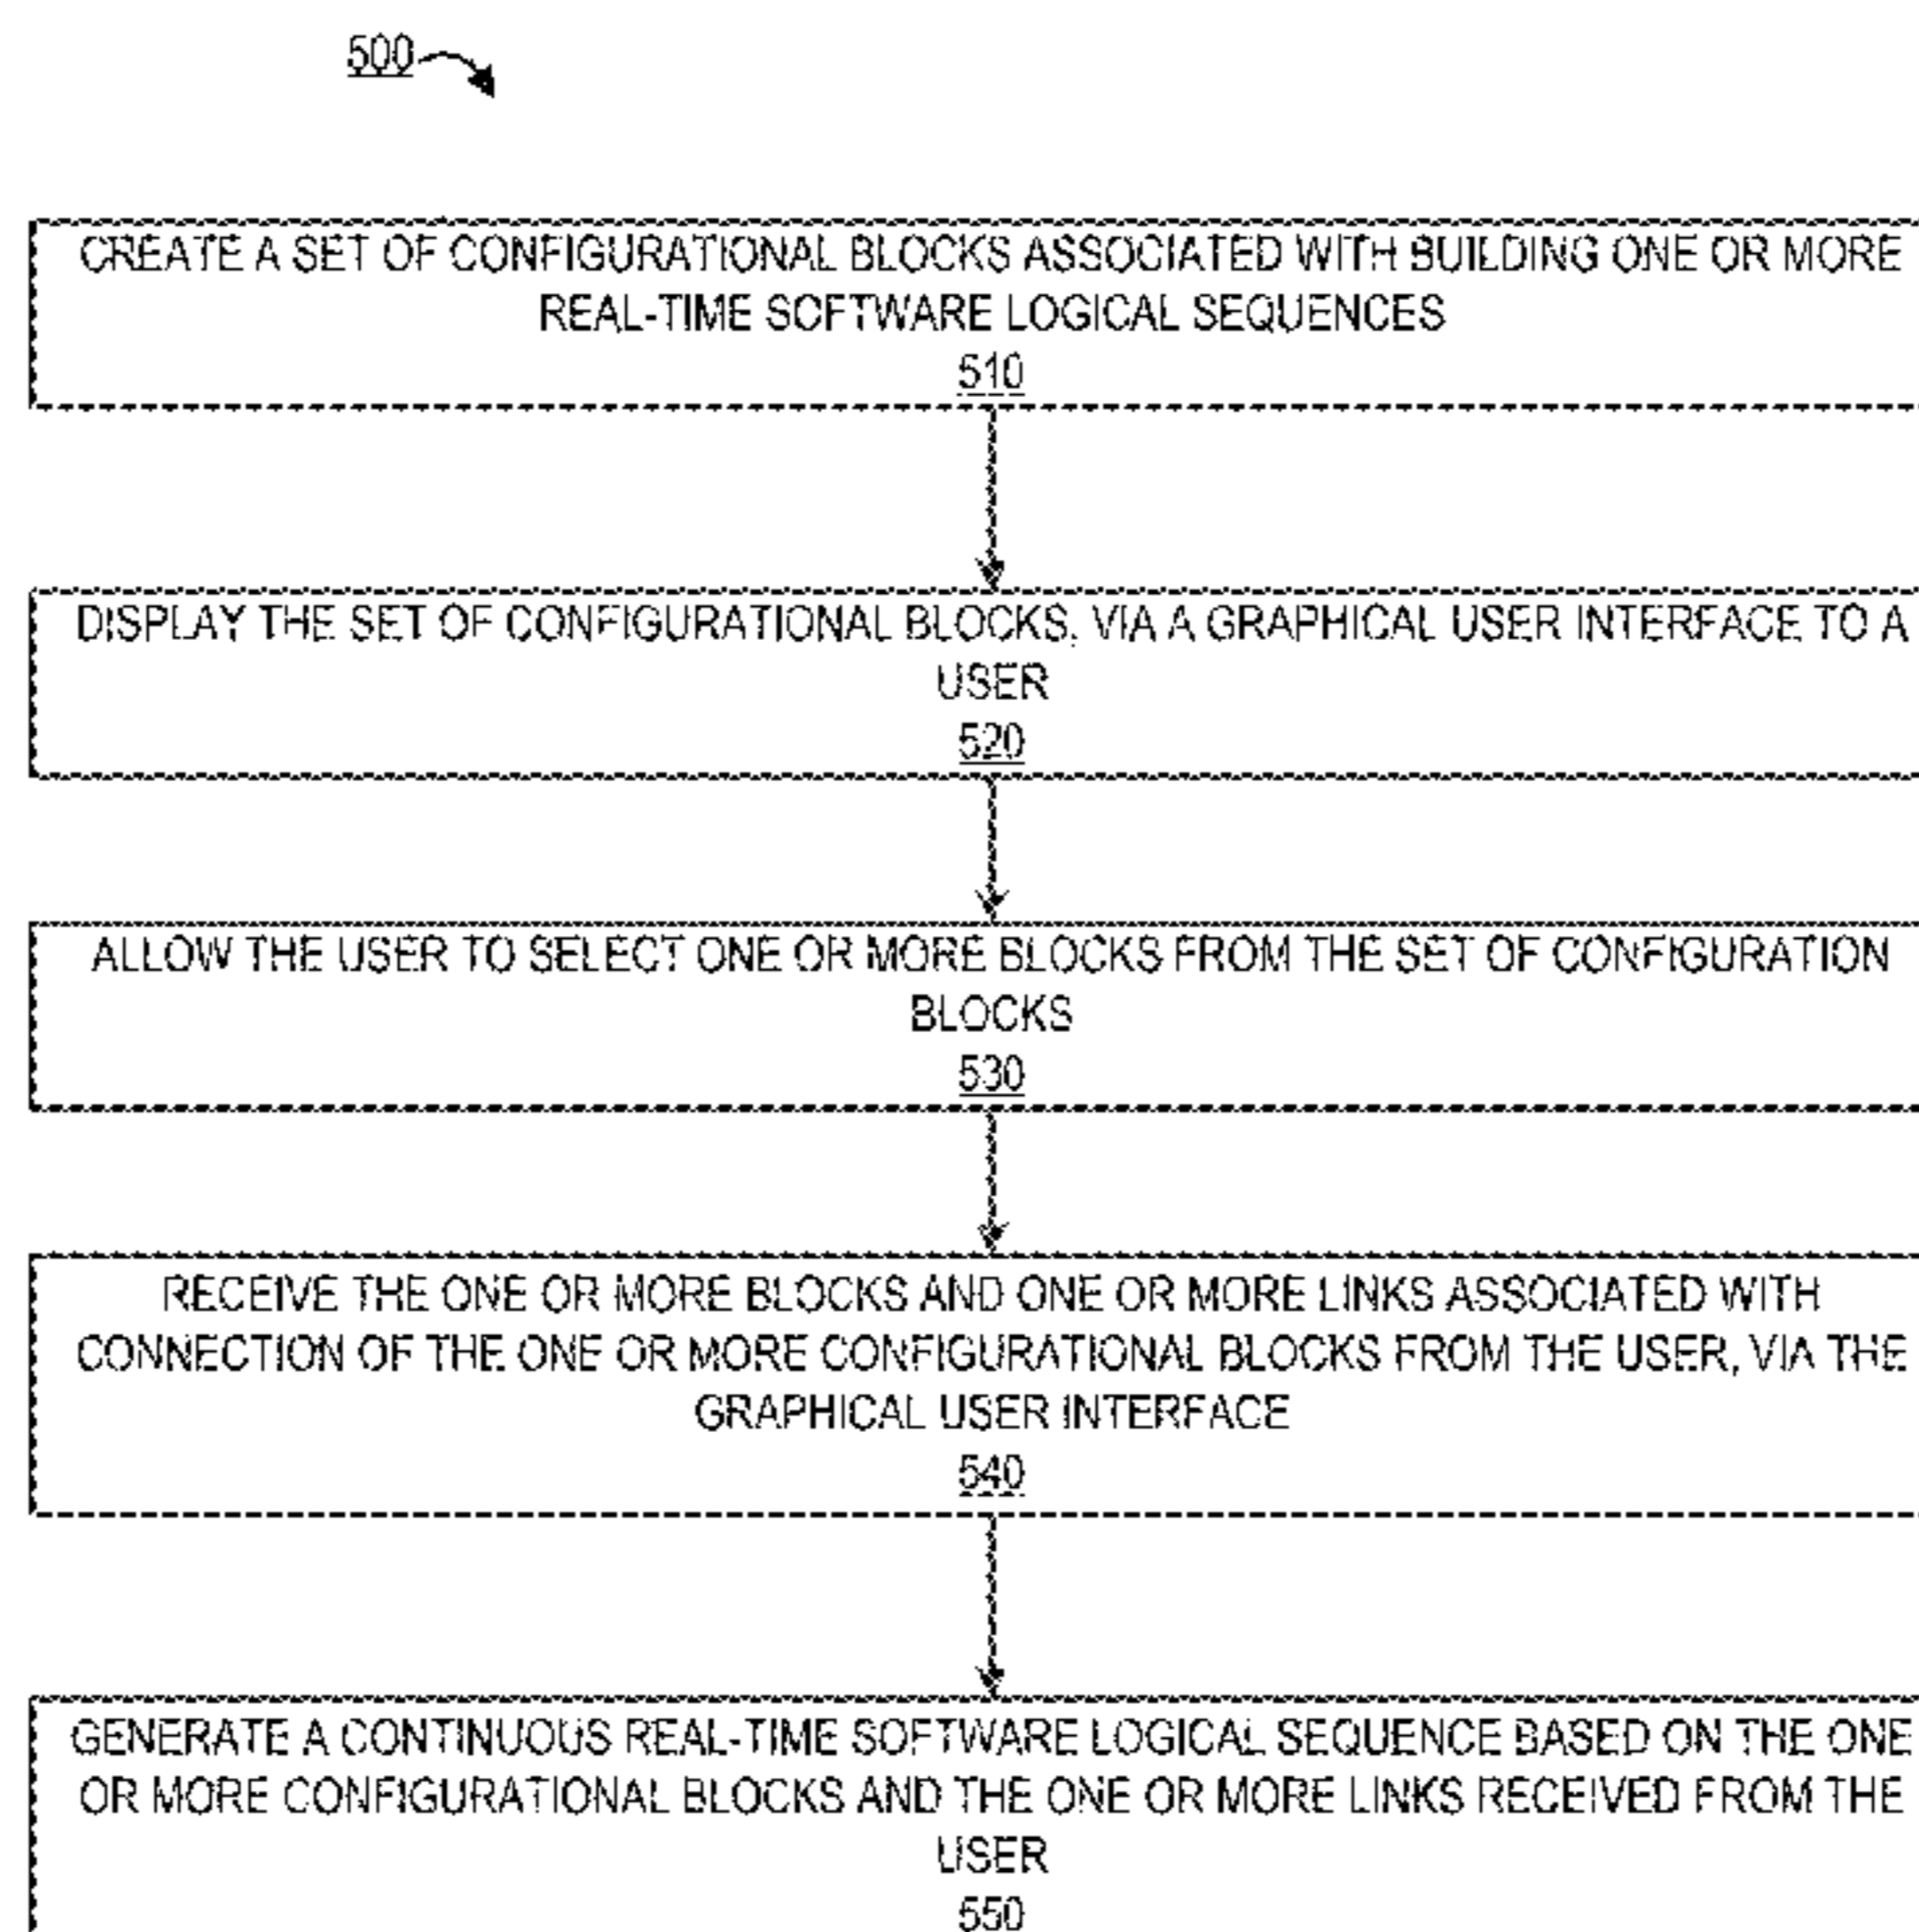 500
CREATE A SET OF CONFIGURATIONAL BLOCKS ASSOCIATED WITH BUILDING ONE OR MORE
REAL-TIME SOFTWARE LOGICAL SEQUENCES
510
DISPLAY THE SET OF CONFIGURATIONAL BLOCKS, VIA A GRAPHICAL USER INTERFACE TO A
USER
520
ALLOW THE USER TO SELECT ONE OR MORE BLOCKS FROM THE SET OF CONFIGURATION
BLOCKS
530
RECEIVE THE ONE OR MORE BLOCKS AND ONE OR MORE LINKS ASSOCIATED WITH
CONNECTION OF THE ONE OR MORE CONFIGURATIONAL BLOCKS FROM THE USER, VIA THE
GRAPHICAL USER INTERFACE
540
GENERATE A CONTINUOUS REAL-TIME SOFTWARE LOGICAL SEQUENCE BASED ON THE ONE
OR MORE CONFIGURATIONAL BLOCKS AND THE ONE OR MORE LINKS RECEIVED FROM THE
USER
550